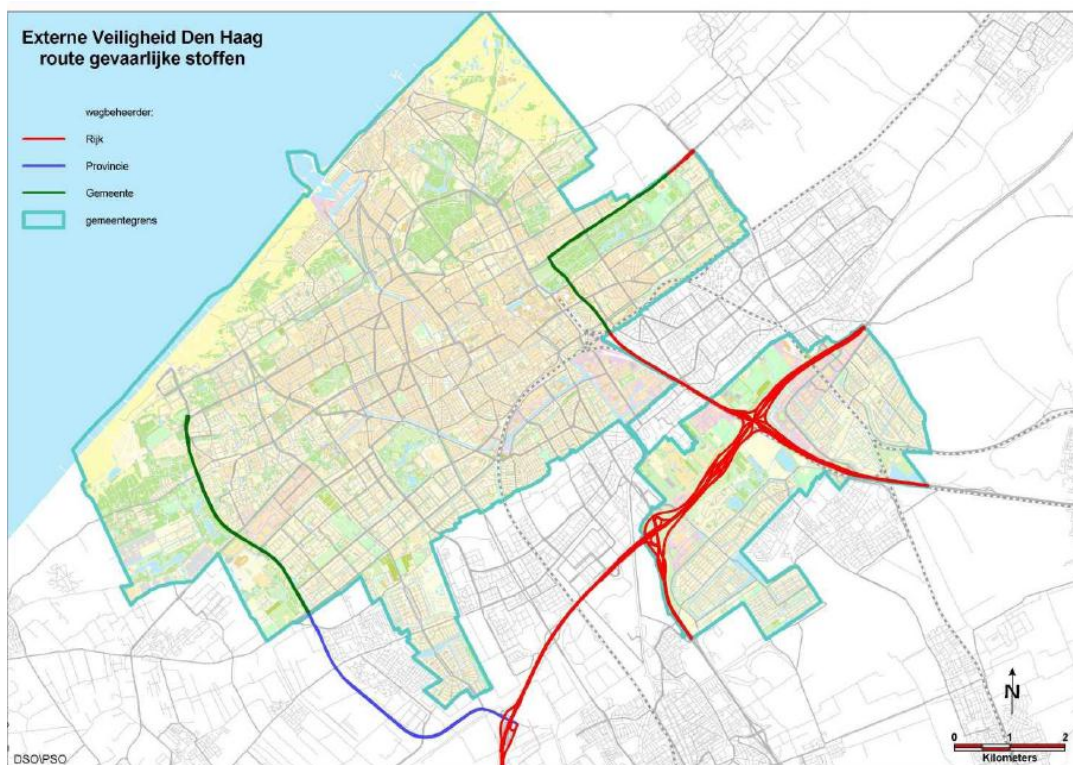 Externe Veiligheid Den Haag
route gevaarlijke stoffen
wegbeheerder:
Rijk
Provincie
Gemeente
gemeentegrens
N
0 1 2
Kilometers
DSO\PSO